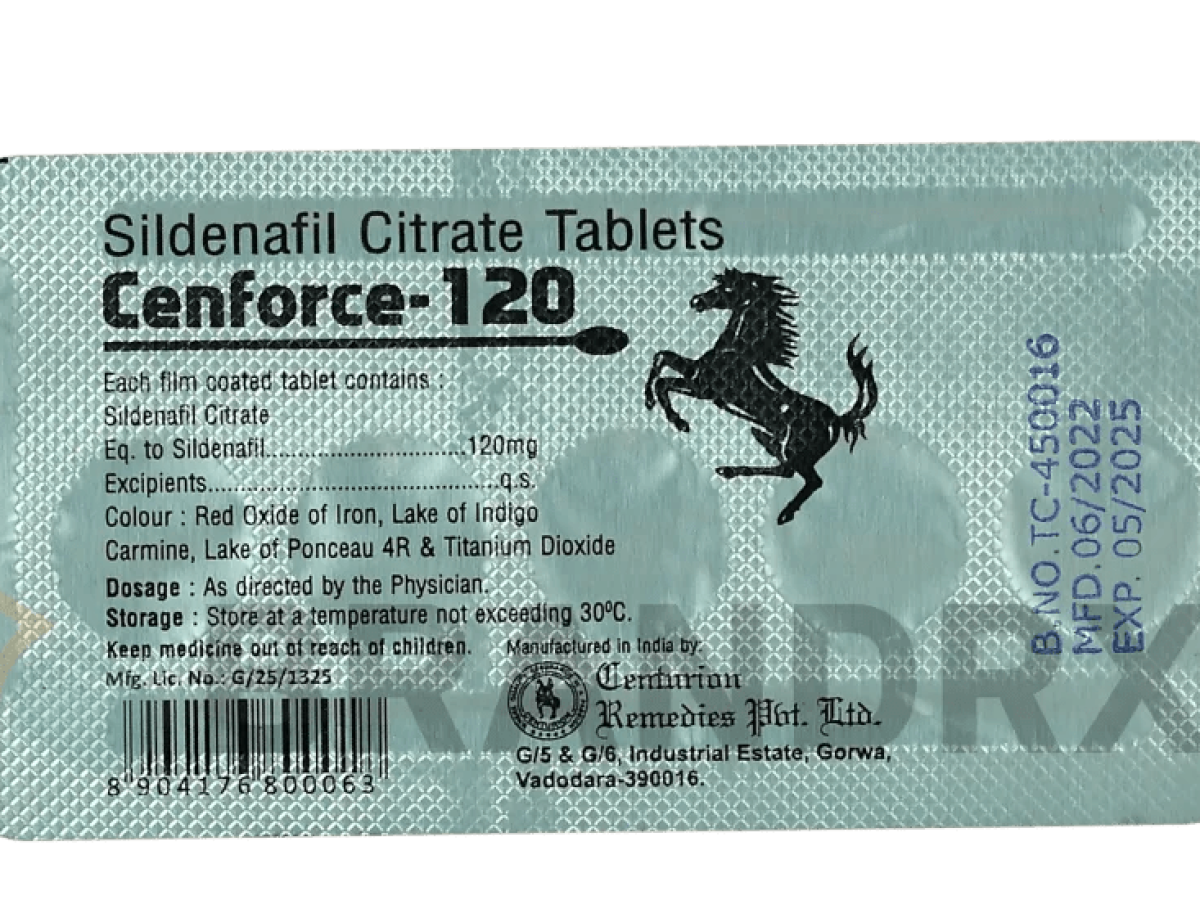 Sildenafil Citrate Tablets
Cenforce-120
Each film coated tablet contains :
Sildenafil Citrate
Eq. to Sildenafil..............................120mg
Excipients..........................................q.s.
Colour : Red Oxide of Iron, Lake of Indigo
Carmine, Lake of Ponceau 4R & Titanium Dioxide
Dosage : As directed by the Physician.
Storage : Store at a temperature not exceeding 30ºC.
Keep medicine out of reach of children.
Mfg. Lic. No.: G/25/1325
8 904176 800063
Manufactured in India by:
Centurion
Remedies Pvt. Ltd.
G/5 & G/6, Industrial Estate, Gorwa,
Vadodara-390016.
B.NO.TC-450016
MFD.06/2022
EXP. 05/2025